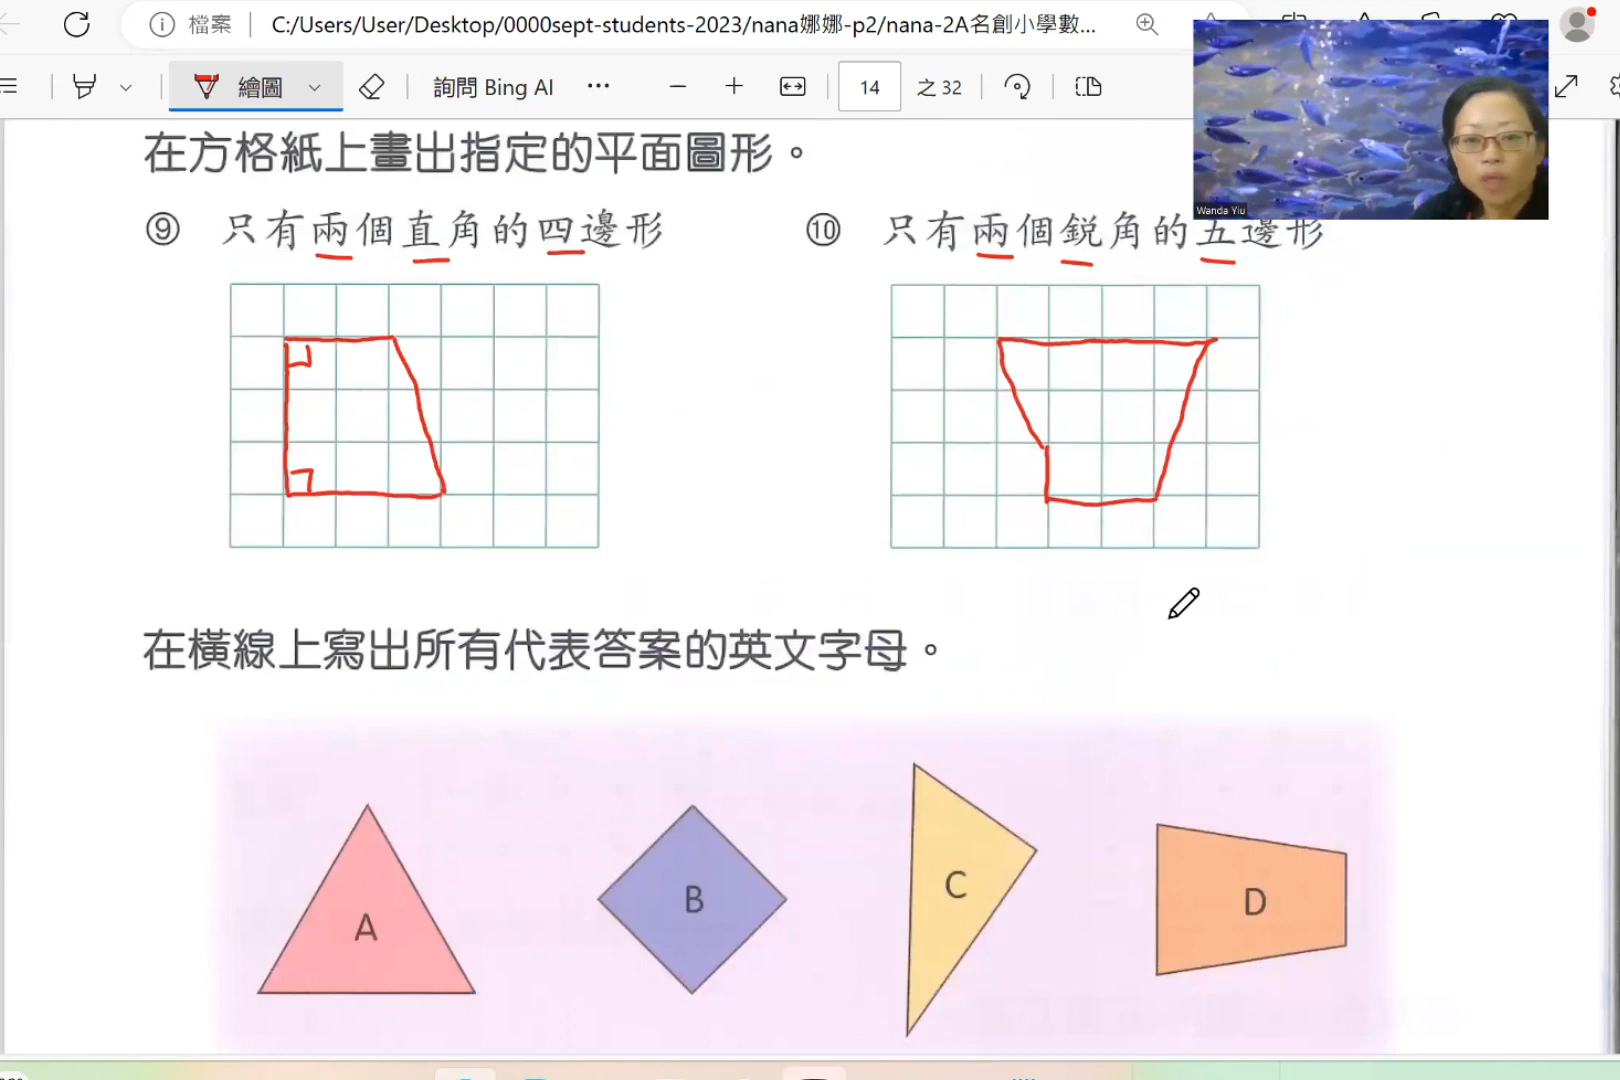 檔案 C:/Users/User/Desktop/0000sept-students-2023/nana娜娜-p2/nana-2A名創小學數...
繪圖 詢問 Bing AI ... 14 之 32
Wanda Yiu
在方格紙上畫出指定的平面圖形。
⑨ 只有兩個直角的四邊形
⑩ 只有兩個銳角的五邊形
在橫線上寫出所有代表答案的英文字母。
A
B
C
D